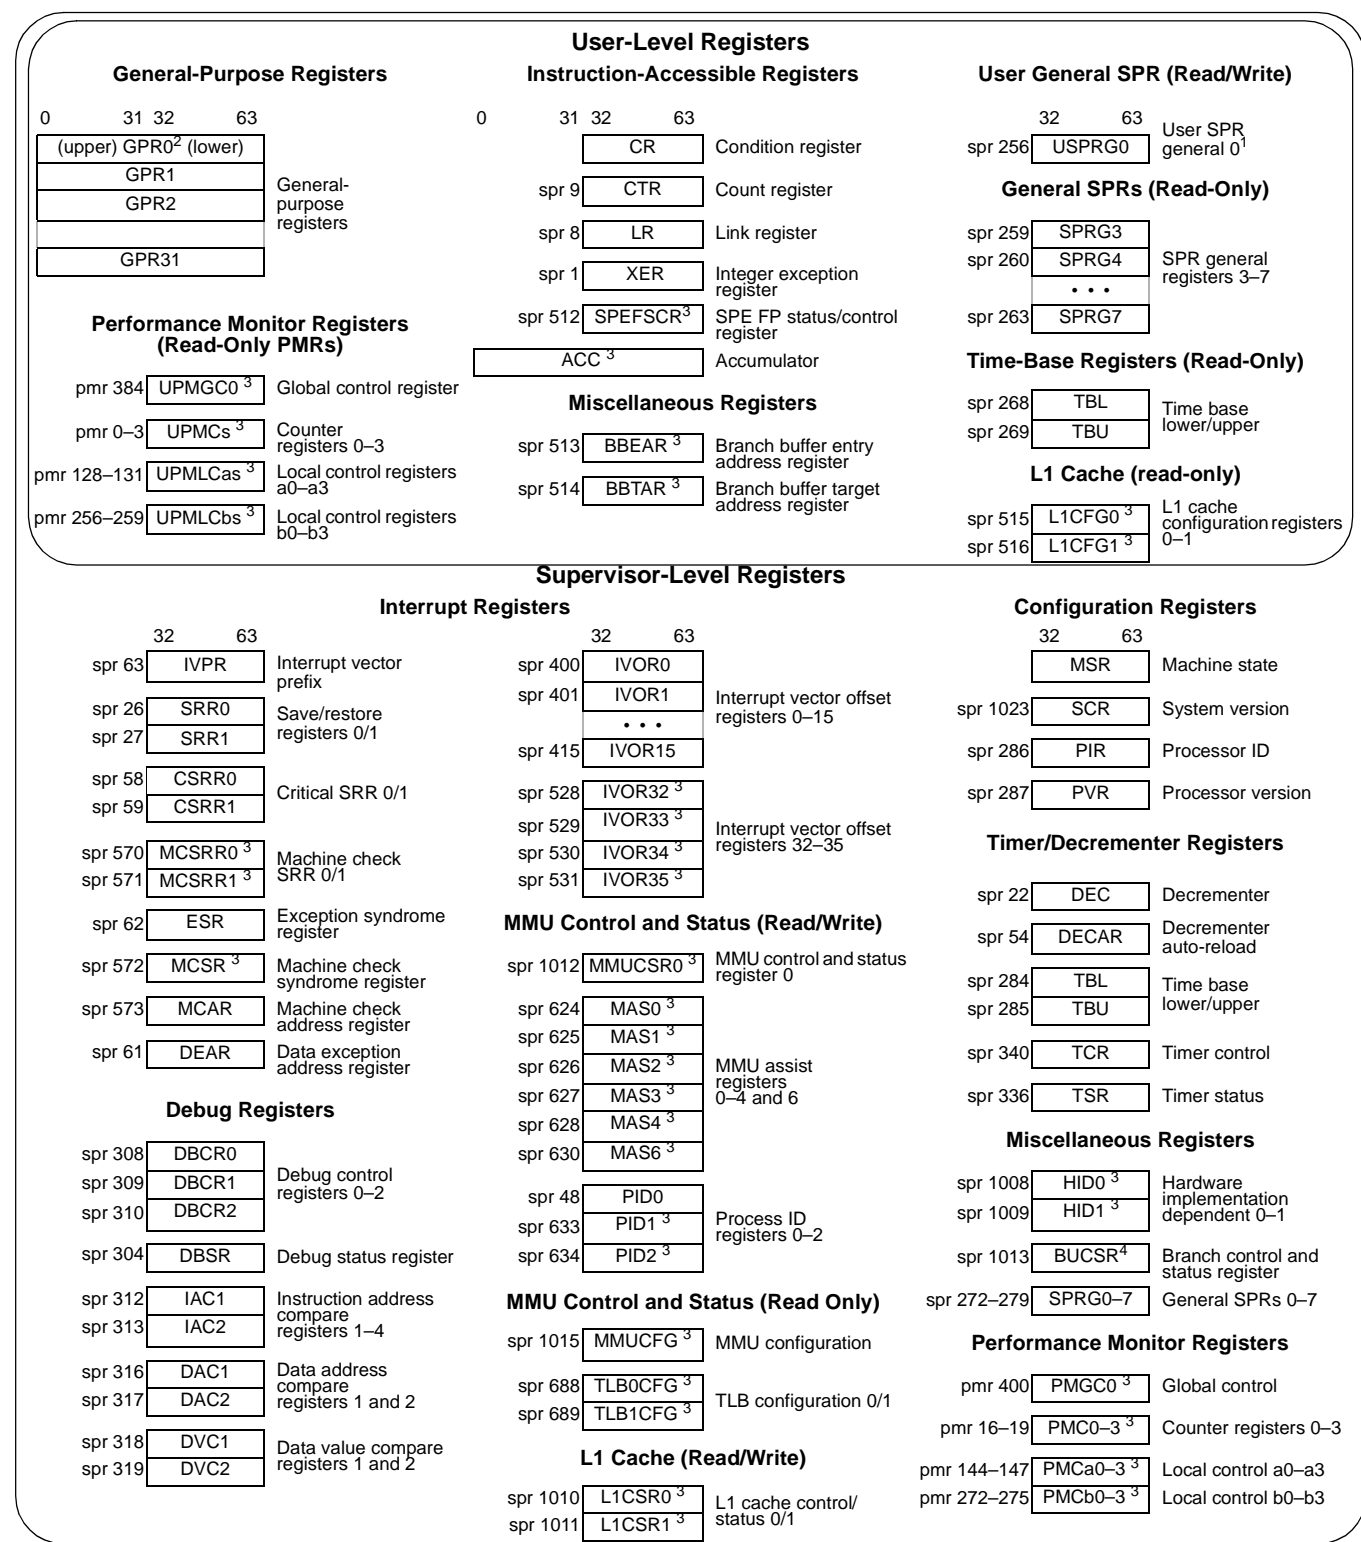 User-Level Registers
General-Purpose Registers
0 31 32 63
(upper) GPR0² (lower)
GPR1
GPR2
GPR31
General-
purpose
registers
Performance Monitor Registers
(Read-Only PMRs)
pmr 384 UPMGC0 ³ Global control register
pmr 0–3 UPMCs ³ Counter
registers 0–3
pmr 128–131 UPMLCas ³ Local control registers
a0–a3
pmr 256–259 UPMLCbs ³ Local control registers
b0–b3
Instruction-Accessible Registers
0 31 32 63
CR Condition register
spr 9 CTR Count register
spr 8 LR Link register
spr 1 XER Integer exception
register
spr 512 SPEFSCR³ SPE FP status/control
register
ACC ³ Accumulator
Miscellaneous Registers
spr 513 BBEAR ³ Branch buffer entry
address register
spr 514 BBTAR ³ Branch buffer target
address register
User General SPR (Read/Write)
32 63
spr 256 USPRG0 User SPR
general 0¹
General SPRs (Read-Only)
spr 259 SPRG3
spr 260 SPRG4
• • •
spr 263 SPRG7
SPR general
registers 3–7
Time-Base Registers (Read-Only)
spr 268 TBL
spr 269 TBU
Time base
lower/upper
L1 Cache (read-only)
spr 515 L1CFG0 ³
spr 516 L1CFG1 ³
L1 cache
configuration registers
0–1
Supervisor-Level Registers
Interrupt Registers
32 63
spr 63 IVPR Interrupt vector
prefix
spr 26 SRR0
spr 27 SRR1
Save/restore
registers 0/1
spr 58 CSRR0
spr 59 CSRR1
Critical SRR 0/1
spr 570 MCSRR0 ³
spr 571 MCSRR1 ³
Machine check
SRR 0/1
spr 62 ESR Exception syndrome
register
spr 572 MCSR ³ Machine check
syndrome register
spr 573 MCAR Machine check
address register
spr 61 DEAR Data exception
address register
Debug Registers
spr 308 DBCR0
spr 309 DBCR1
spr 310 DBCR2
Debug control
registers 0–2
spr 304 DBSR Debug status register
spr 312 IAC1
spr 313 IAC2
Instruction address
compare
registers 1–4
spr 316 DAC1
spr 317 DAC2
Data address
compare
registers 1 and 2
spr 318 DVC1
spr 319 DVC2
Data value compare
registers 1 and 2
32 63
spr 400 IVOR0
spr 401 IVOR1
• • •
spr 415 IVOR15
Interrupt vector offset
registers 0–15
spr 528 IVOR32 ³
spr 529 IVOR33 ³
spr 530 IVOR34 ³
spr 531 IVOR35 ³
Interrupt vector offset
registers 32–35
MMU Control and Status (Read/Write)
spr 1012 MMUCSR0 ³ MMU control and status
register 0
spr 624 MAS0 ³
spr 625 MAS1 ³
spr 626 MAS2 ³
spr 627 MAS3 ³
spr 628 MAS4 ³
spr 630 MAS6 ³
MMU assist
registers
0–4 and 6
spr 48 PID0
spr 633 PID1 ³
spr 634 PID2 ³
Process ID
registers 0–2
MMU Control and Status (Read Only)
spr 1015 MMUCFG ³ MMU configuration
spr 688 TLB0CFG ³
spr 689 TLB1CFG ³
TLB configuration 0/1
L1 Cache (Read/Write)
spr 1010 L1CSR0 ³
spr 1011 L1CSR1 ³
L1 cache control/
status 0/1
Configuration Registers
32 63
MSR Machine state
spr 1023 SCR System version
spr 286 PIR Processor ID
spr 287 PVR Processor version
Timer/Decrementer Registers
spr 22 DEC Decrementer
spr 54 DECAR Decrementer
auto-reload
spr 284 TBL
spr 285 TBU
Time base
lower/upper
spr 340 TCR Timer control
spr 336 TSR Timer status
Miscellaneous Registers
spr 1008 HID0 ³
spr 1009 HID1 ³
Hardware
implementation
dependent 0–1
spr 1013 BUCSR⁴ Branch control and
status register
spr 272–279 SPRG0–7 General SPRs 0–7
Performance Monitor Registers
pmr 400 PMGC0 ³ Global control
pmr 16–19 PMC0–3 ³ Counter registers 0–3
pmr 144–147 PMCa0–3 ³ Local control a0–a3
pmr 272–275 PMCb0–3 ³ Local control b0–b3